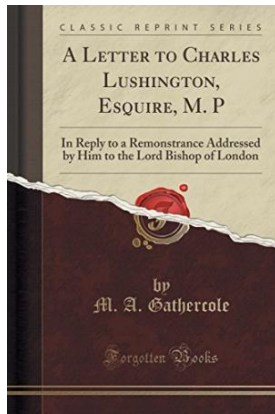 CLASSIC REPRINT SERIES
A LETTER TO CHARLES
LUSHINGTON,
ESQUIRE, M. P
IN REPLY TO A REMONSTRANCE ADDRESSED
BY HIM TO THE LORD BISHOP OF LONDON
by
M. A. Gathercole
Forgotten Books